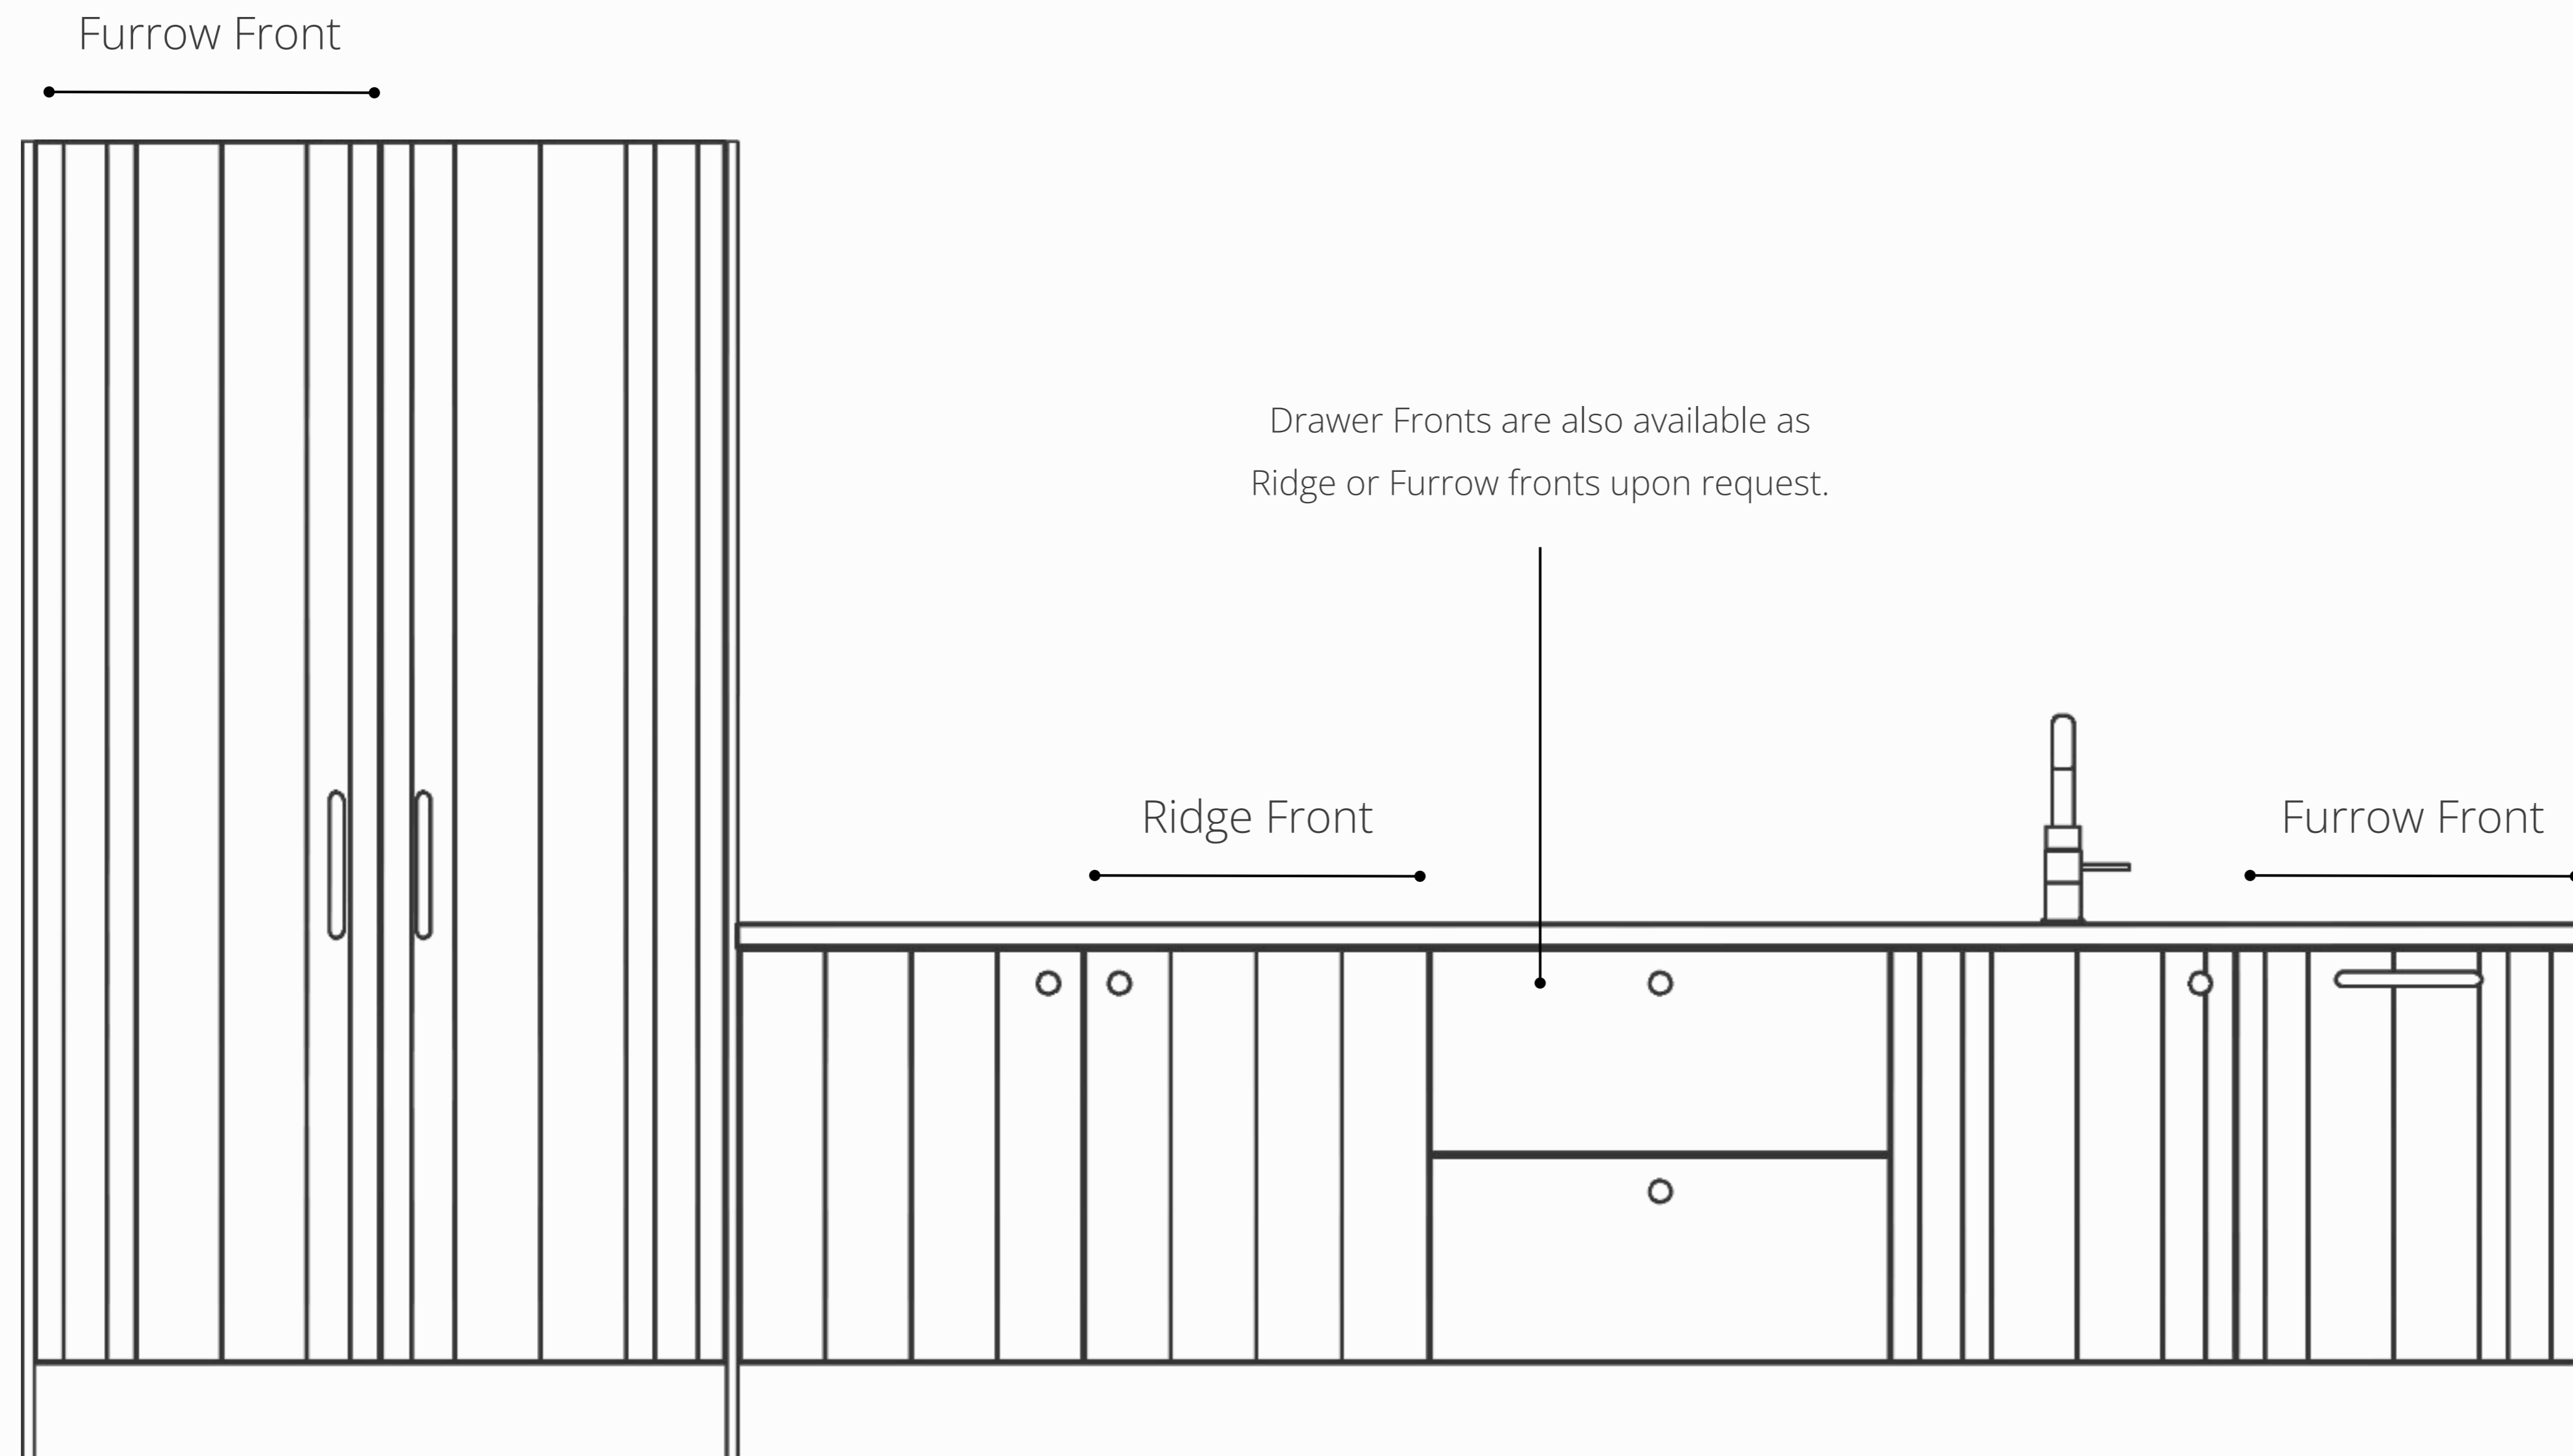 Furrow Front
Drawer Fronts are also available as
Ridge or Furrow fronts upon request.
Ridge Front
Furrow Front